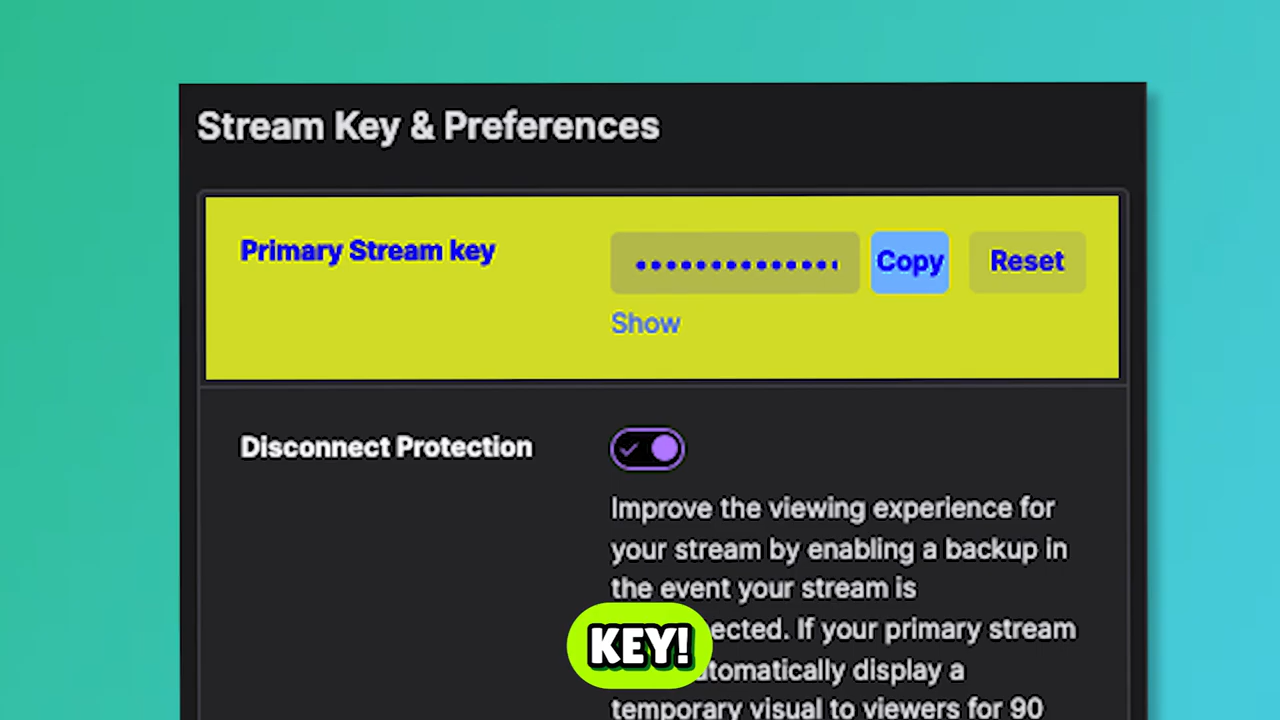 Stream Key & Preferences
Primary Stream key
Copy
Reset
Show
Disconnect Protection
Improve the viewing experience for
your stream by enabling a backup in
the event your stream is
If your primary stream
display a
temporary visual to viewers for 90
KEY!